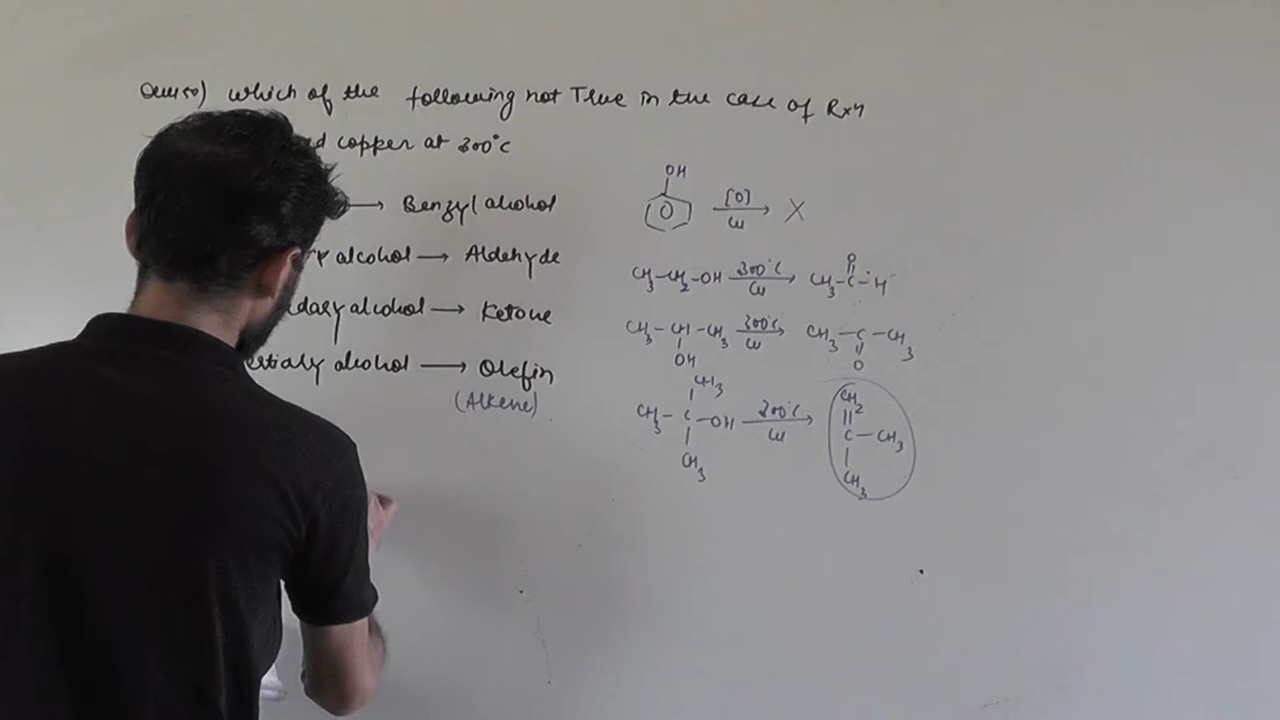 Ques50) which of the following not True in the case of Rxn
copper at 300°c
→ Benzyl alcohol
alcohol → Aldehyde
alcohol → Ketone
alcohol → Olefin
(Alkene)
OH
[O]
Cu
X
CH3-CH2-OH 300°C Cu → CH3-C-H
O
CH3-CH-CH3 300°C Cu → CH3-C-CH3
OH
O
CH3
CH3-C-OH 300°C Cu →
CH3
CH2
C-CH3
CH3